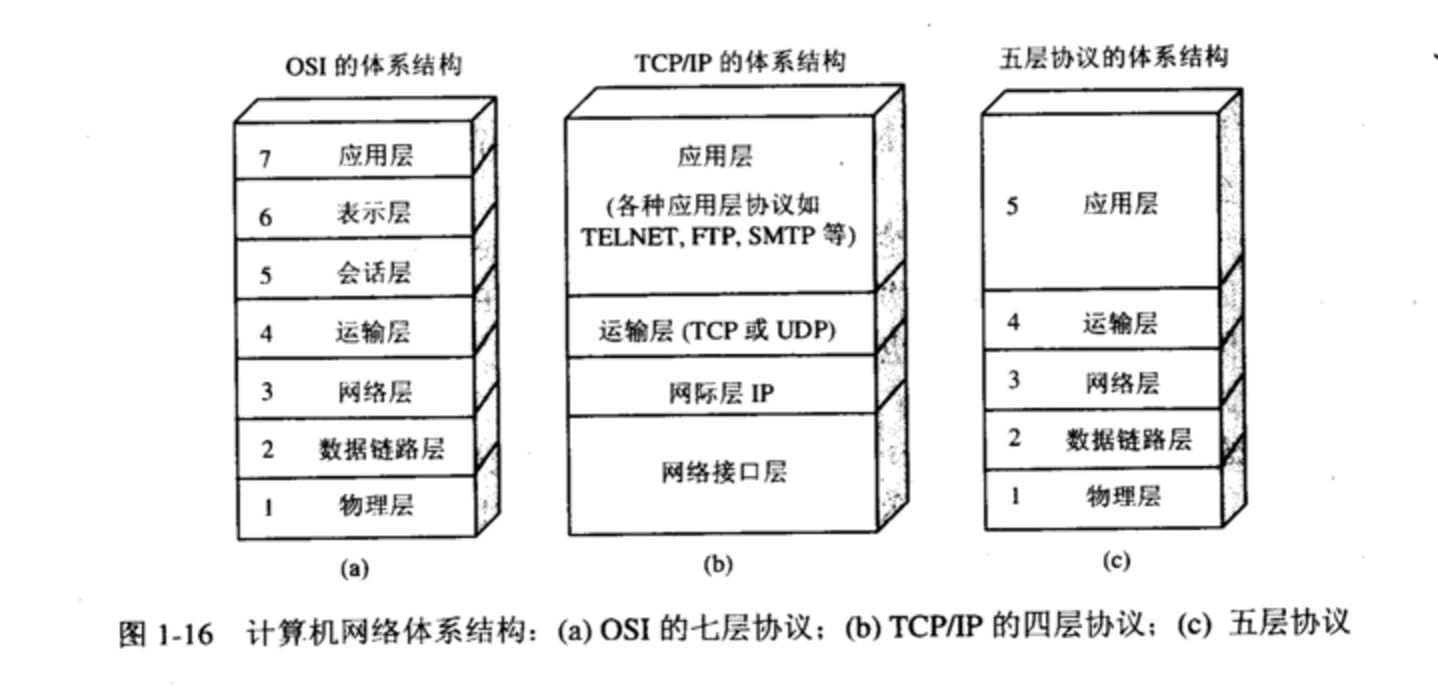 OSI 的体系结构
7 应用层
6 表示层
5 会话层
4 运输层
3 网络层
2 数据链路层
1 物理层
(a)
TCP/IP 的体系结构
应用层
(各种应用层协议如
TELNET, FTP, SMTP 等)
运输层 (TCP 或 UDP)
网际层 IP
网络接口层
(b)
五层协议的体系结构
5 应用层
4 运输层
3 网络层
2 数据链路层
1 物理层
(c)
图 1-16 计算机网络体系结构：(a) OSI 的七层协议；(b) TCP/IP 的四层协议；(c) 五层协议